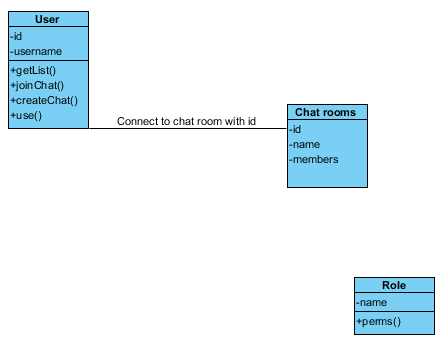 User
-id
-username
+getList()
+joinChat()
+createChat()
+use()
Connect to chat room with id
Chat rooms
-id
-name
-members
Role
-name
+perms()